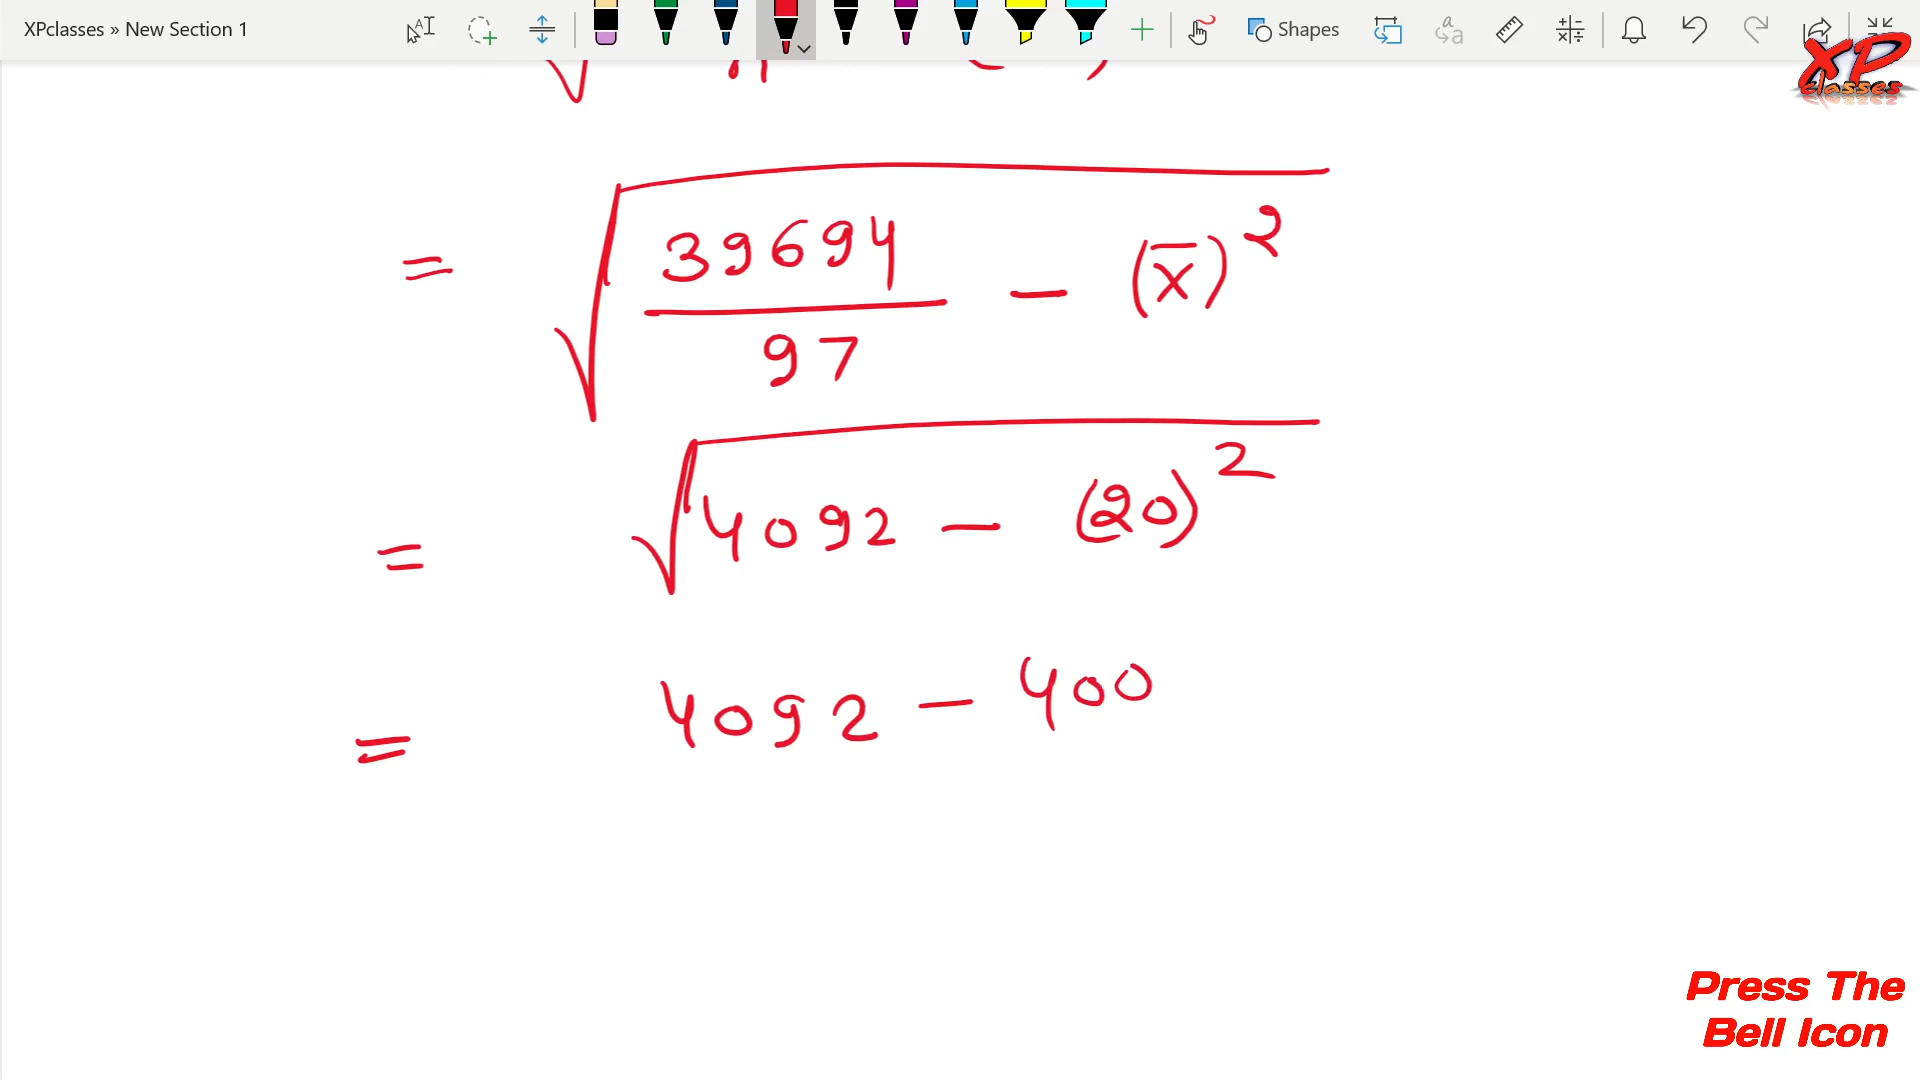 XPclasses » New Section 1
Shapes
XP
classes
= √ 39694 / 97 − (x̄)²
= √ 4092 − (20)²
= 4092 − 400
Press The
Bell Icon